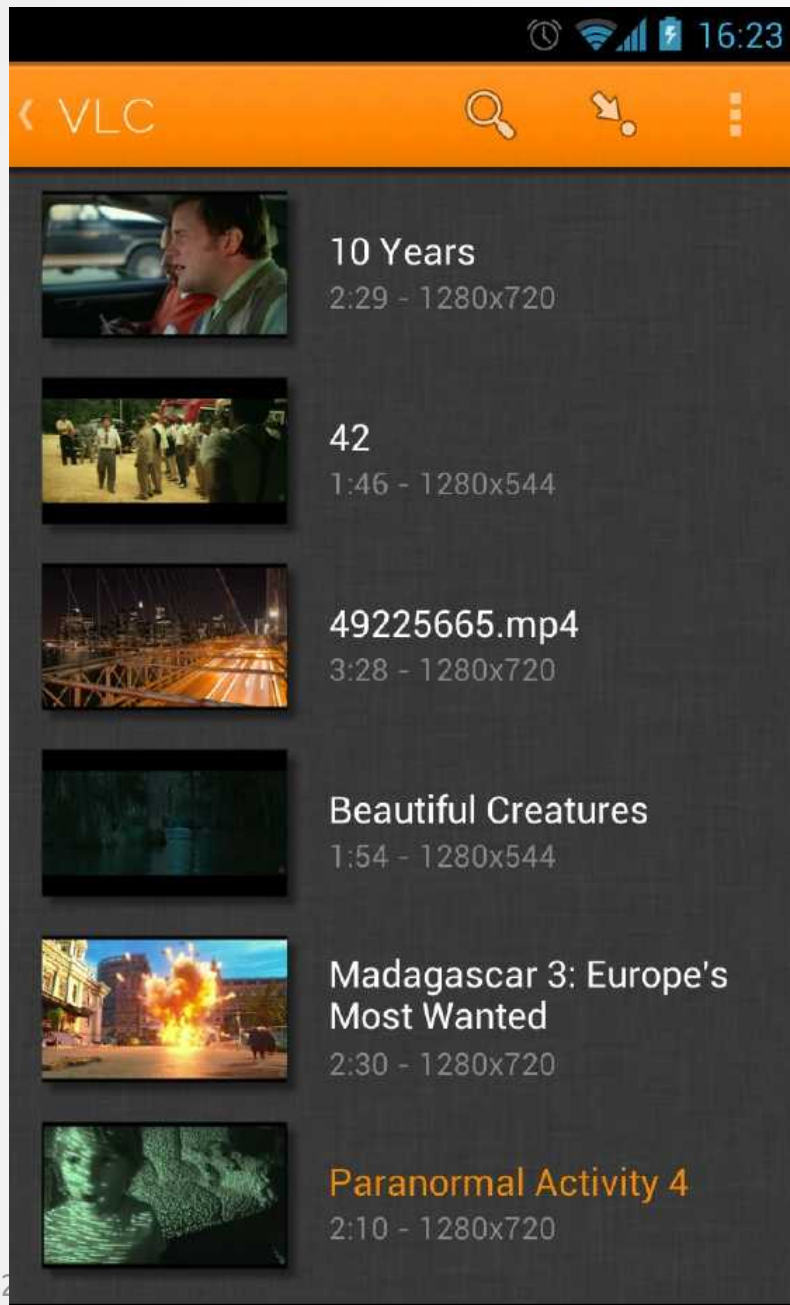 16:23
VLC
10 Years
2:29 - 1280x720
42
1:46 - 1280x544
49225665.mp4
3:28 - 1280x720
Beautiful Creatures
1:54 - 1280x544
Madagascar 3: Europe's
Most Wanted
2:30 - 1280x720
Paranormal Activity 4
2:10 - 1280x720